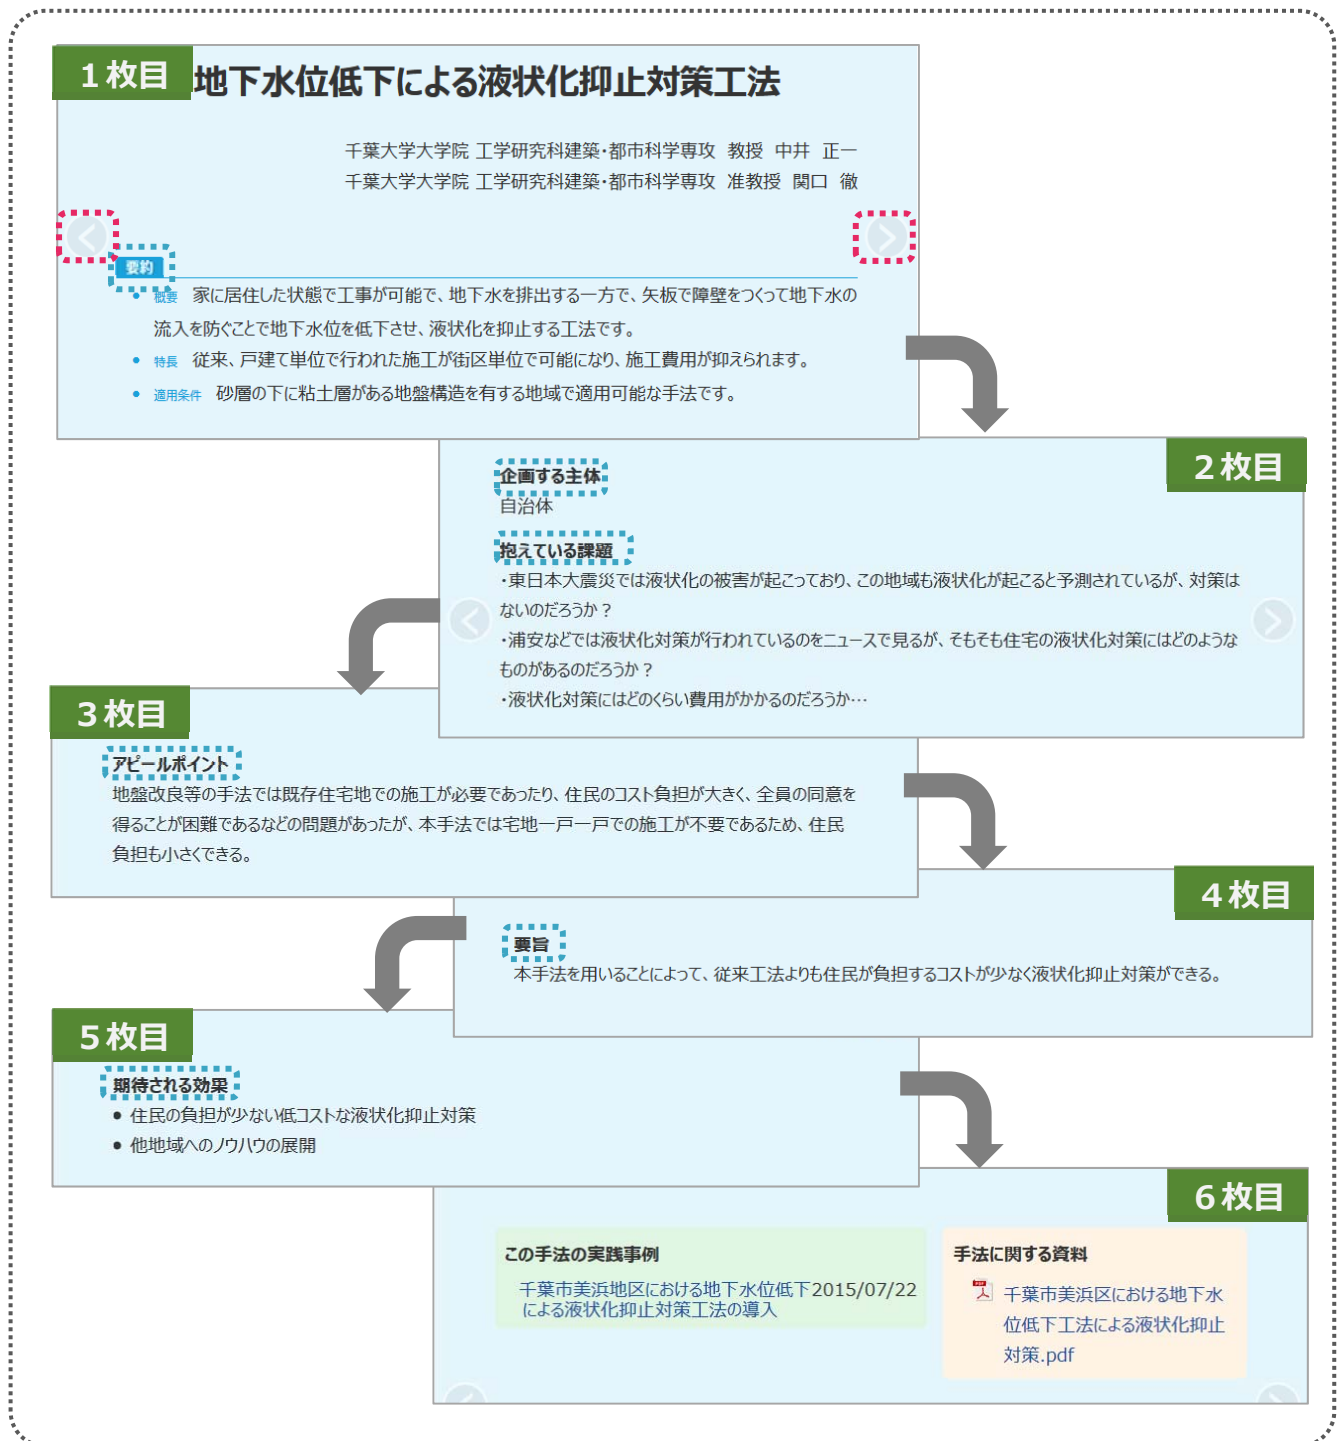 1枚目
地下水位低下による液状化抑止対策工法
千葉大学大学院 工学研究科建築・都市科学専攻 教授 中井 正一
千葉大学大学院 工学研究科建築・都市科学専攻 准教授 関口 徹
要約
• 概要 家に居住した状態で工事が可能で、地下水を排出する一方で、矢板で障壁をつくって地下水の
流入を防ぐことで地下水位を低下させ、液状化を抑止する工法です。
• 特長 従来、戸建て単位で行われた施工が街区単位で可能になり、施工費用が抑えられます。
• 適用条件 砂層の下に粘土層がある地盤構造を有する地域で適用可能な手法です。
2枚目
企画する主体
自治体
抱えている課題
・東日本大震災では液状化の被害が起こっており、この地域も液状化が起こると予測されているが、対策は
ないのだろうか？
・浦安などでは液状化対策が行われているのをニュースで見るが、そもそも住宅の液状化対策にはどのような
ものがあるのだろうか？
・液状化対策にはどのくらい費用がかかるのだろうか…
3枚目
アピールポイント
地盤改良等の手法では既存住宅地での施工が必要であったり、住民のコスト負担が大きく、全員の同意を
得ることが困難であるなどの問題があったが、本手法では宅地一戸一戸での施工が不要であるため、住民
負担も小さくできる。
4枚目
要旨
本手法を用いることによって、従来工法よりも住民が負担するコストが少なく液状化抑止対策ができる。
5枚目
期待される効果
• 住民の負担が少ない低コストな液状化抑止対策
• 他地域へのノウハウの展開
6枚目
この手法の実践事例
千葉市美浜地区における地下水位低下2015/07/22
による液状化抑止対策工法の導入
手法に関する資料
千葉市美浜区における地下水
位低下工法による液状化抑止
対策.pdf